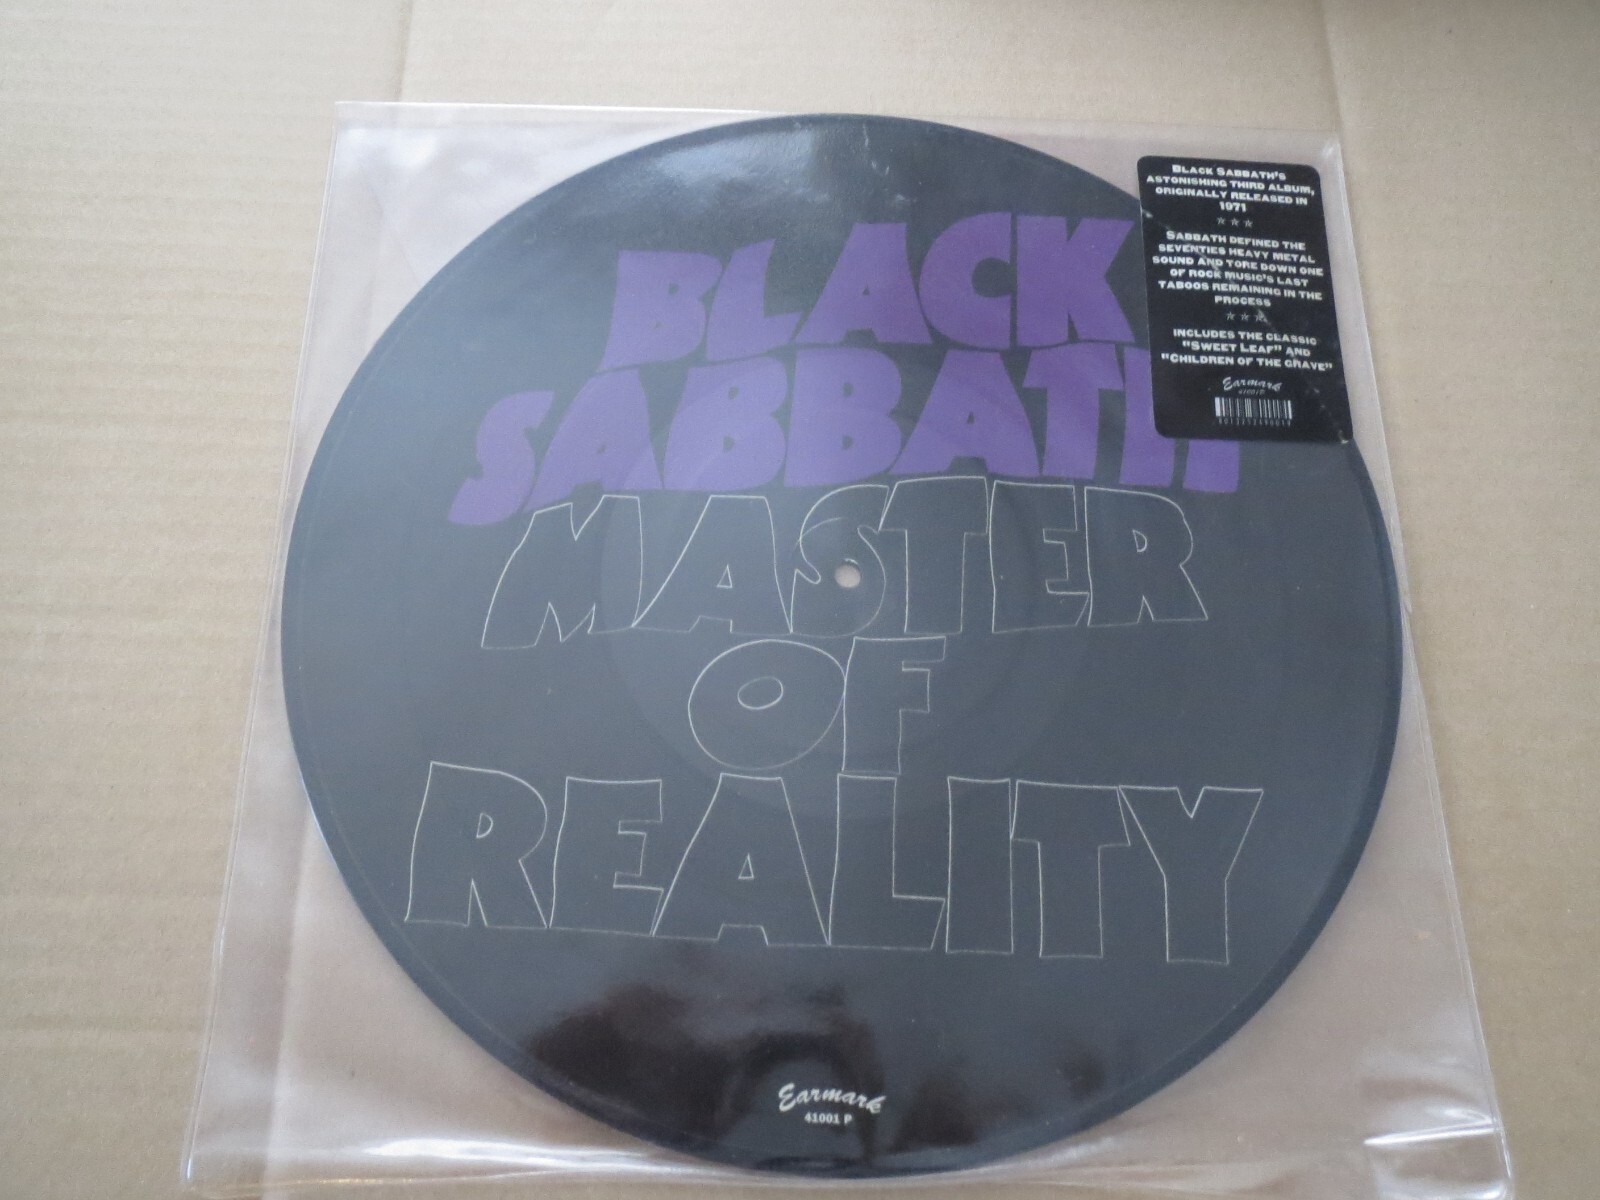 BLACK
SABBATH
MASTER
OF
REALITY
Earmark
41001 P
BLACK SABBATH'S
ASTONISHING THIRD ALBUM,
ORIGINALLY RELEASED IN
1971
☆ ☆ ☆
SABBATH DEFINED THE
SEVENTIES HEAVY METAL
SOUND AND TORE DOWN ONE
OF ROCK MUSIC'S LAST
TABOOS REMAINING IN THE
PROCESS
☆ ☆ ☆
INCLUDES THE CLASSIC
"SWEET LEAF" AND
"CHILDREN OF THE GRAVE"
Earmark